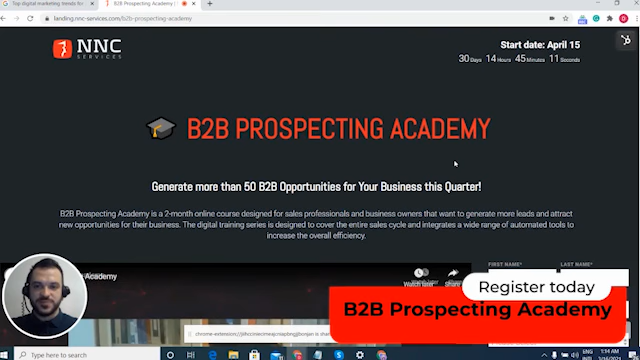 Top digital marketing trends fo
B2B Prospecting Academy |
landing.nnc-services.com/b2b-prospecting-academy
NNC
SERVICES
Start date: April 15
30 Days 14 Hours 45 Minutes 11 Seconds
B2B PROSPECTING ACADEMY
Generate more than 50 B2B Opportunities for Your Business this Quarter!
B2B Prospecting Academy is a 2-month online course designed for sales professionals and business owners that want to generate more leads and attract
new opportunities for their business. The digital training series is designed to cover the entire sales cycle and integrates a wide range of automated tools to
increase the overall efficiency.
FIRST NAME*
LAST NAME*
Academy
Watch later
Share
Register today
B2B Prospecting Academy
Type here to search
ENG
1:14 AM